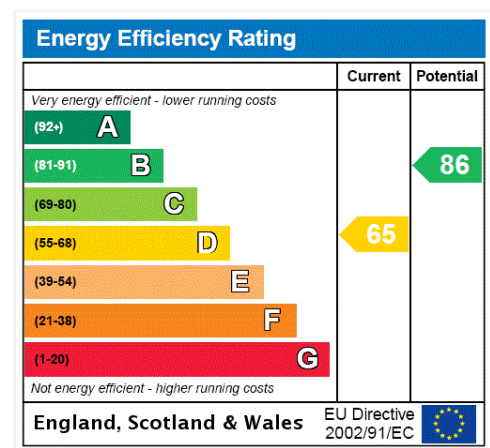 Energy Efficiency Rating
Current Potential
Very energy efficient - lower running costs
(92+) A
(81-91) B
86
(69-80) C
(55-68) D
65
(39-54) E
(21-38) F
(1-20) G
Not energy efficient - higher running costs
England, Scotland & Wales
EU Directive
2002/91/EC